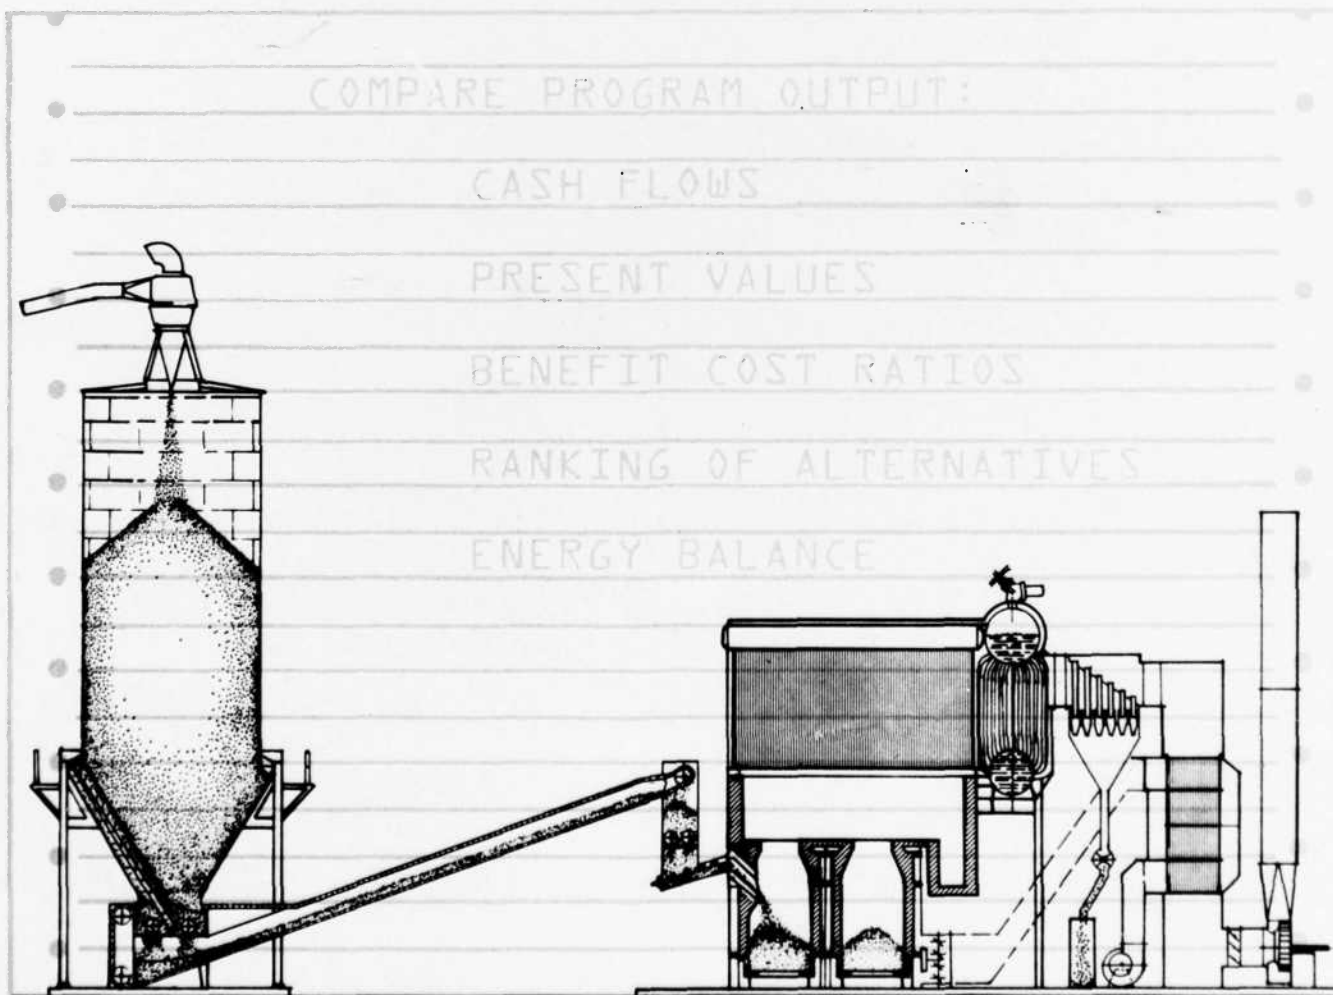 COMPARE PROGRAM OUTPUT:
CASH FLOWS
PRESENT VALUES
BENEFIT COST RATIOS
RANKING OF ALTERNATIVES
ENERGY BALANCE